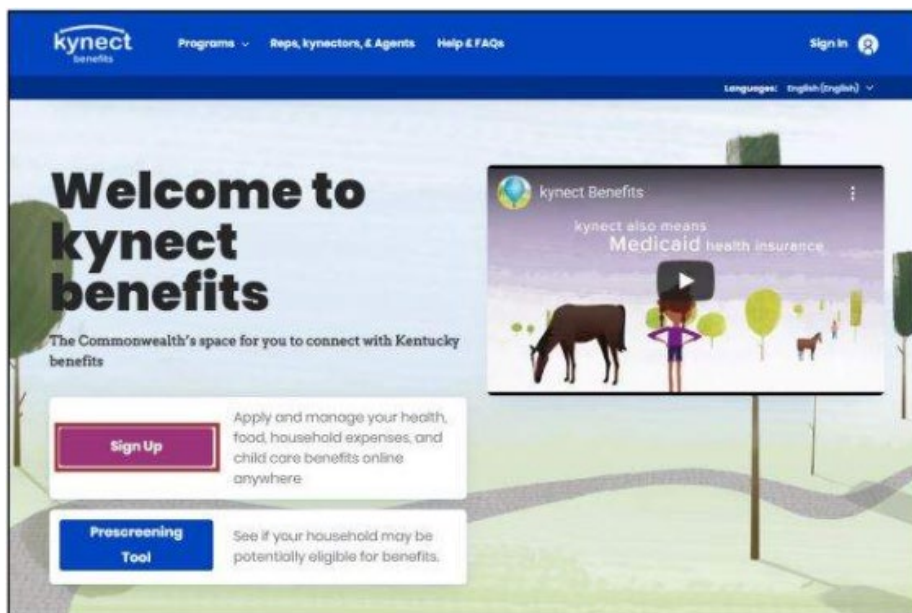 kynect
benefits
Programs
Reps, kynectors, & Agents
Help & FAQs
Sign In
Languages: English (English)
Welcome to
kynect
benefits
The Commonwealth's space for you to connect with Kentucky
benefits
kynect Benefits
kynect also means
Medicaid health insurance
Sign Up
Apply and manage your health,
food, household expenses, and
child care benefits online
anywhere
Prescreening
Tool
See if your household may be
potentially eligible for benefits.